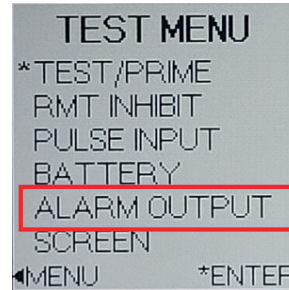 TEST MENU
*TEST/PRIME
RMT INHIBIT
PULSE INPUT
BATTERY
ALARM OUTPUT
SCREEN
◀MENU *ENTER